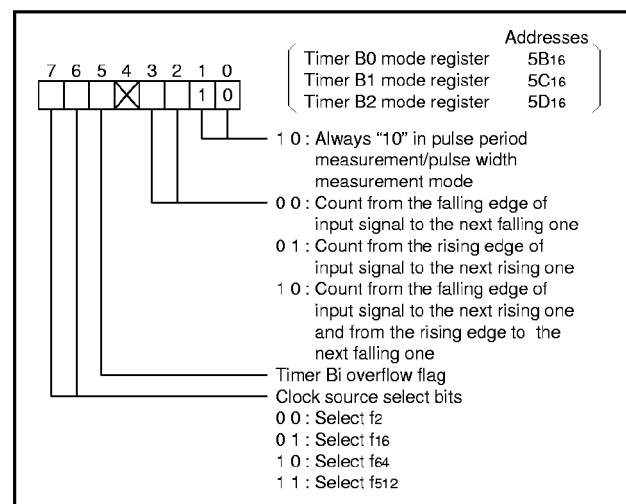 Addresses
Timer B0 mode register 5B16
Timer B1 mode register 5C16
Timer B2 mode register 5D16
7 6 5 4 3 2 1 0
1 0
1 0 : Always “10” in pulse period
measurement/pulse width
measurement mode
0 0 : Count from the falling edge of
input signal to the next falling one
0 1 : Count from the rising edge of
input signal to the next rising one
1 0 : Count from the falling edge of
input signal to the next rising one
and from the rising edge to the
next falling one
Timer Bi overflow flag
Clock source select bits
0 0 : Select f2
0 1 : Select f16
1 0 : Select f64
1 1 : Select f512